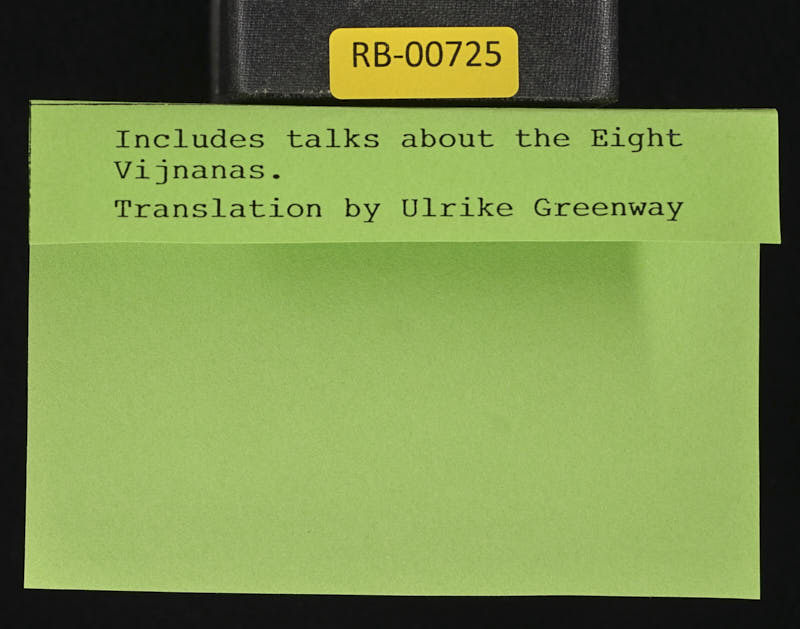 RB-00725
Includes talks about the Eight
Vijnanas.
Translation by Ulrike Greenway